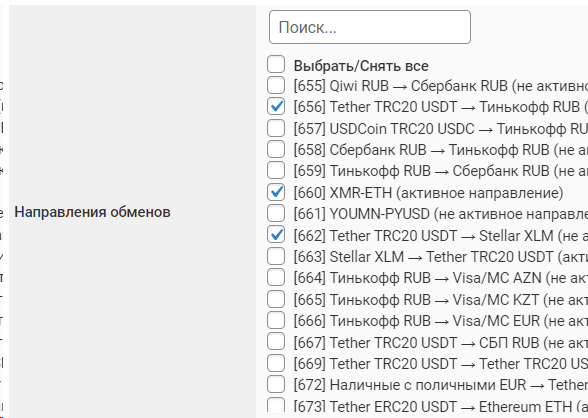 Поиск...
Выбрать/Снять все
[655] Qiwi RUB → Сбербанк RUB (не активно
[656] Tether TRC20 USDT → Тинькофф RUB (
[657] USDCoin TRC20 USDC → Тинькофф RU
[658] Сбербанк RUB → Тинькофф RUB (не ак
[659] Тинькофф RUB → Сбербанк RUB (не ак
[660] XMR-ETH (активное направление)
Направления обменов
[661] YOUMN-PYUSD (не активное направле
[662] Tether TRC20 USDT → Stellar XLM (не а
[663] Stellar XLM → Tether TRC20 USDT (акти
[664] Тинькофф RUB → Visa/MC AZN (не ак
[665] Тинькофф RUB → Visa/MC KZT (не акт
[666] Тинькофф RUB → Visa/MC EUR (не акт
[667] Tether TRC20 USDT → СБП RUB (не акт
[669] Tether TRC20 USDT → Tether TRC20 US
[672] Наличные с поличными EUR → Tether
[673] Tether ERC20 USDT → Ethereum ETH (а